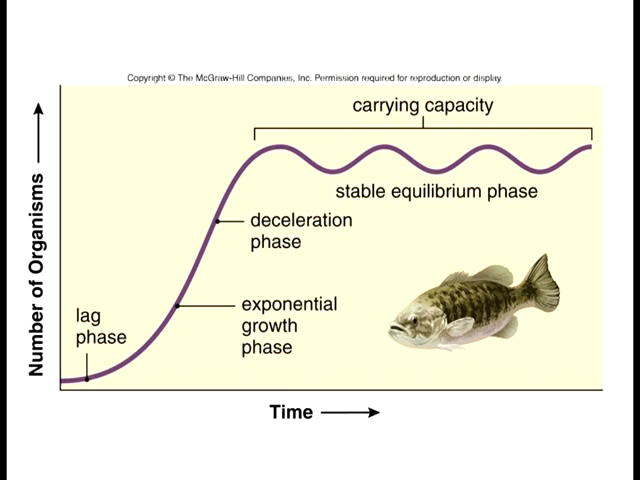 Copyright © The McGraw-Hill Companies, Inc. Permission required for reproduction or display.
carrying capacity
stable equilibrium phase
deceleration
phase
exponential
growth
phase
lag
phase
Number of Organisms
Time